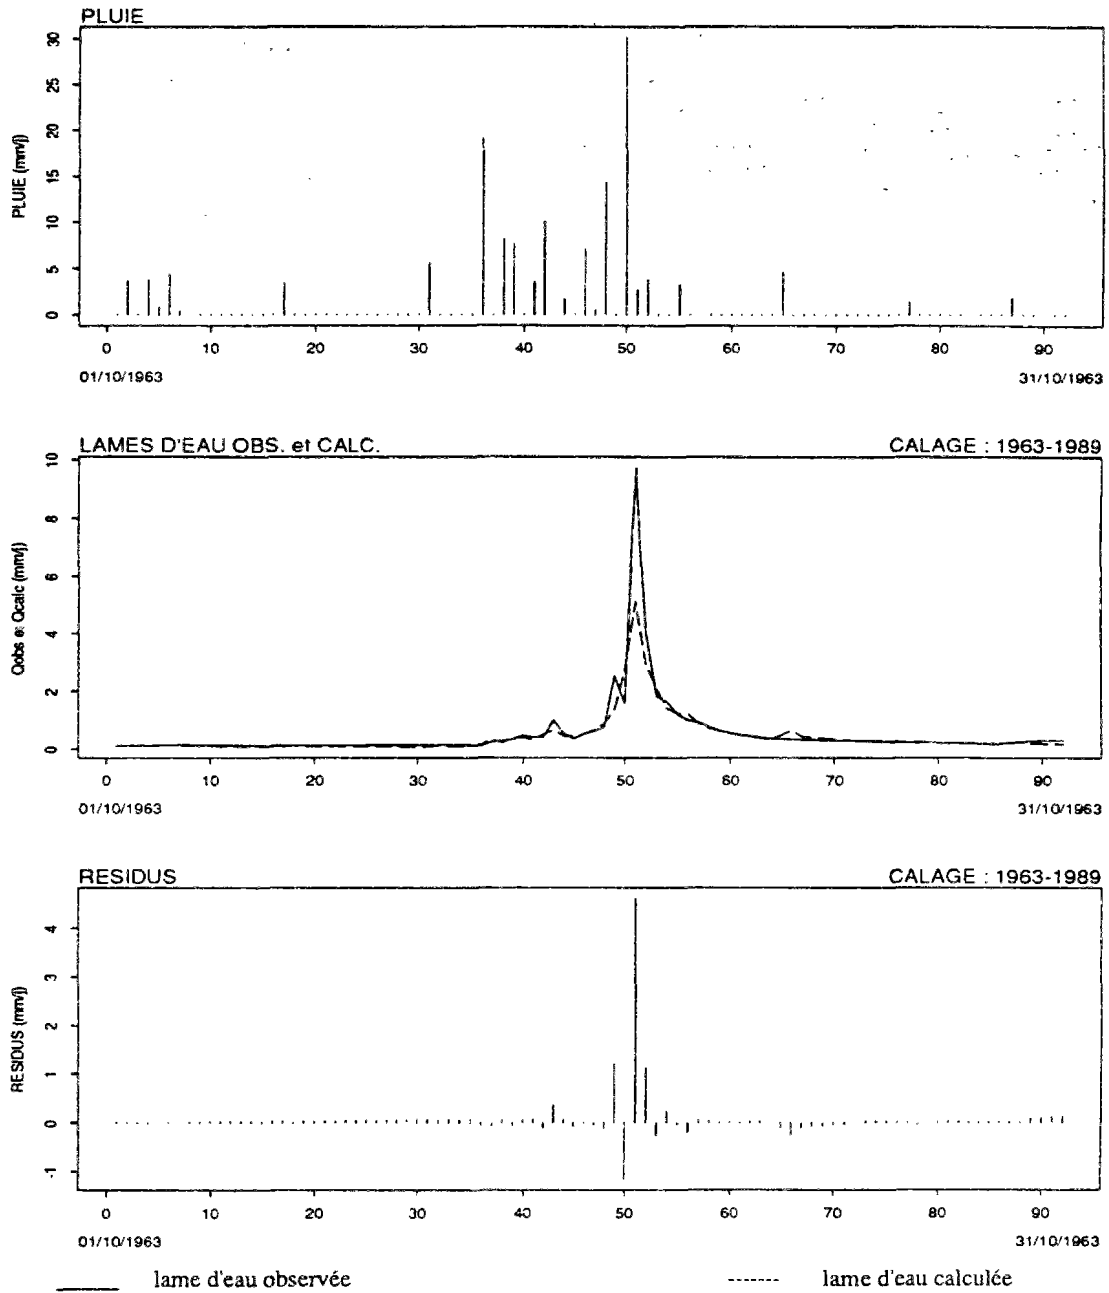 PLUIE
PLUIE (mm/j)
30
25
20
15
10
5
0
0 10 20 30 40 50 60 70 80 90
01/10/1963 31/10/1963
LAMES D'EAU OBS. et CALC. CALAGE : 1963-1989
Qobs et Qcalc (mm/j)
10
8
6
4
2
0
0 10 20 30 40 50 60 70 80 90
01/10/1963 31/10/1963
RESIDUS CALAGE : 1963-1989
RESIDUS (mm/j)
4
3
2
1
0
-1
0 10 20 30 40 50 60 70 80 90
01/10/1963 31/10/1963
lame d'eau observée lame d'eau calculée